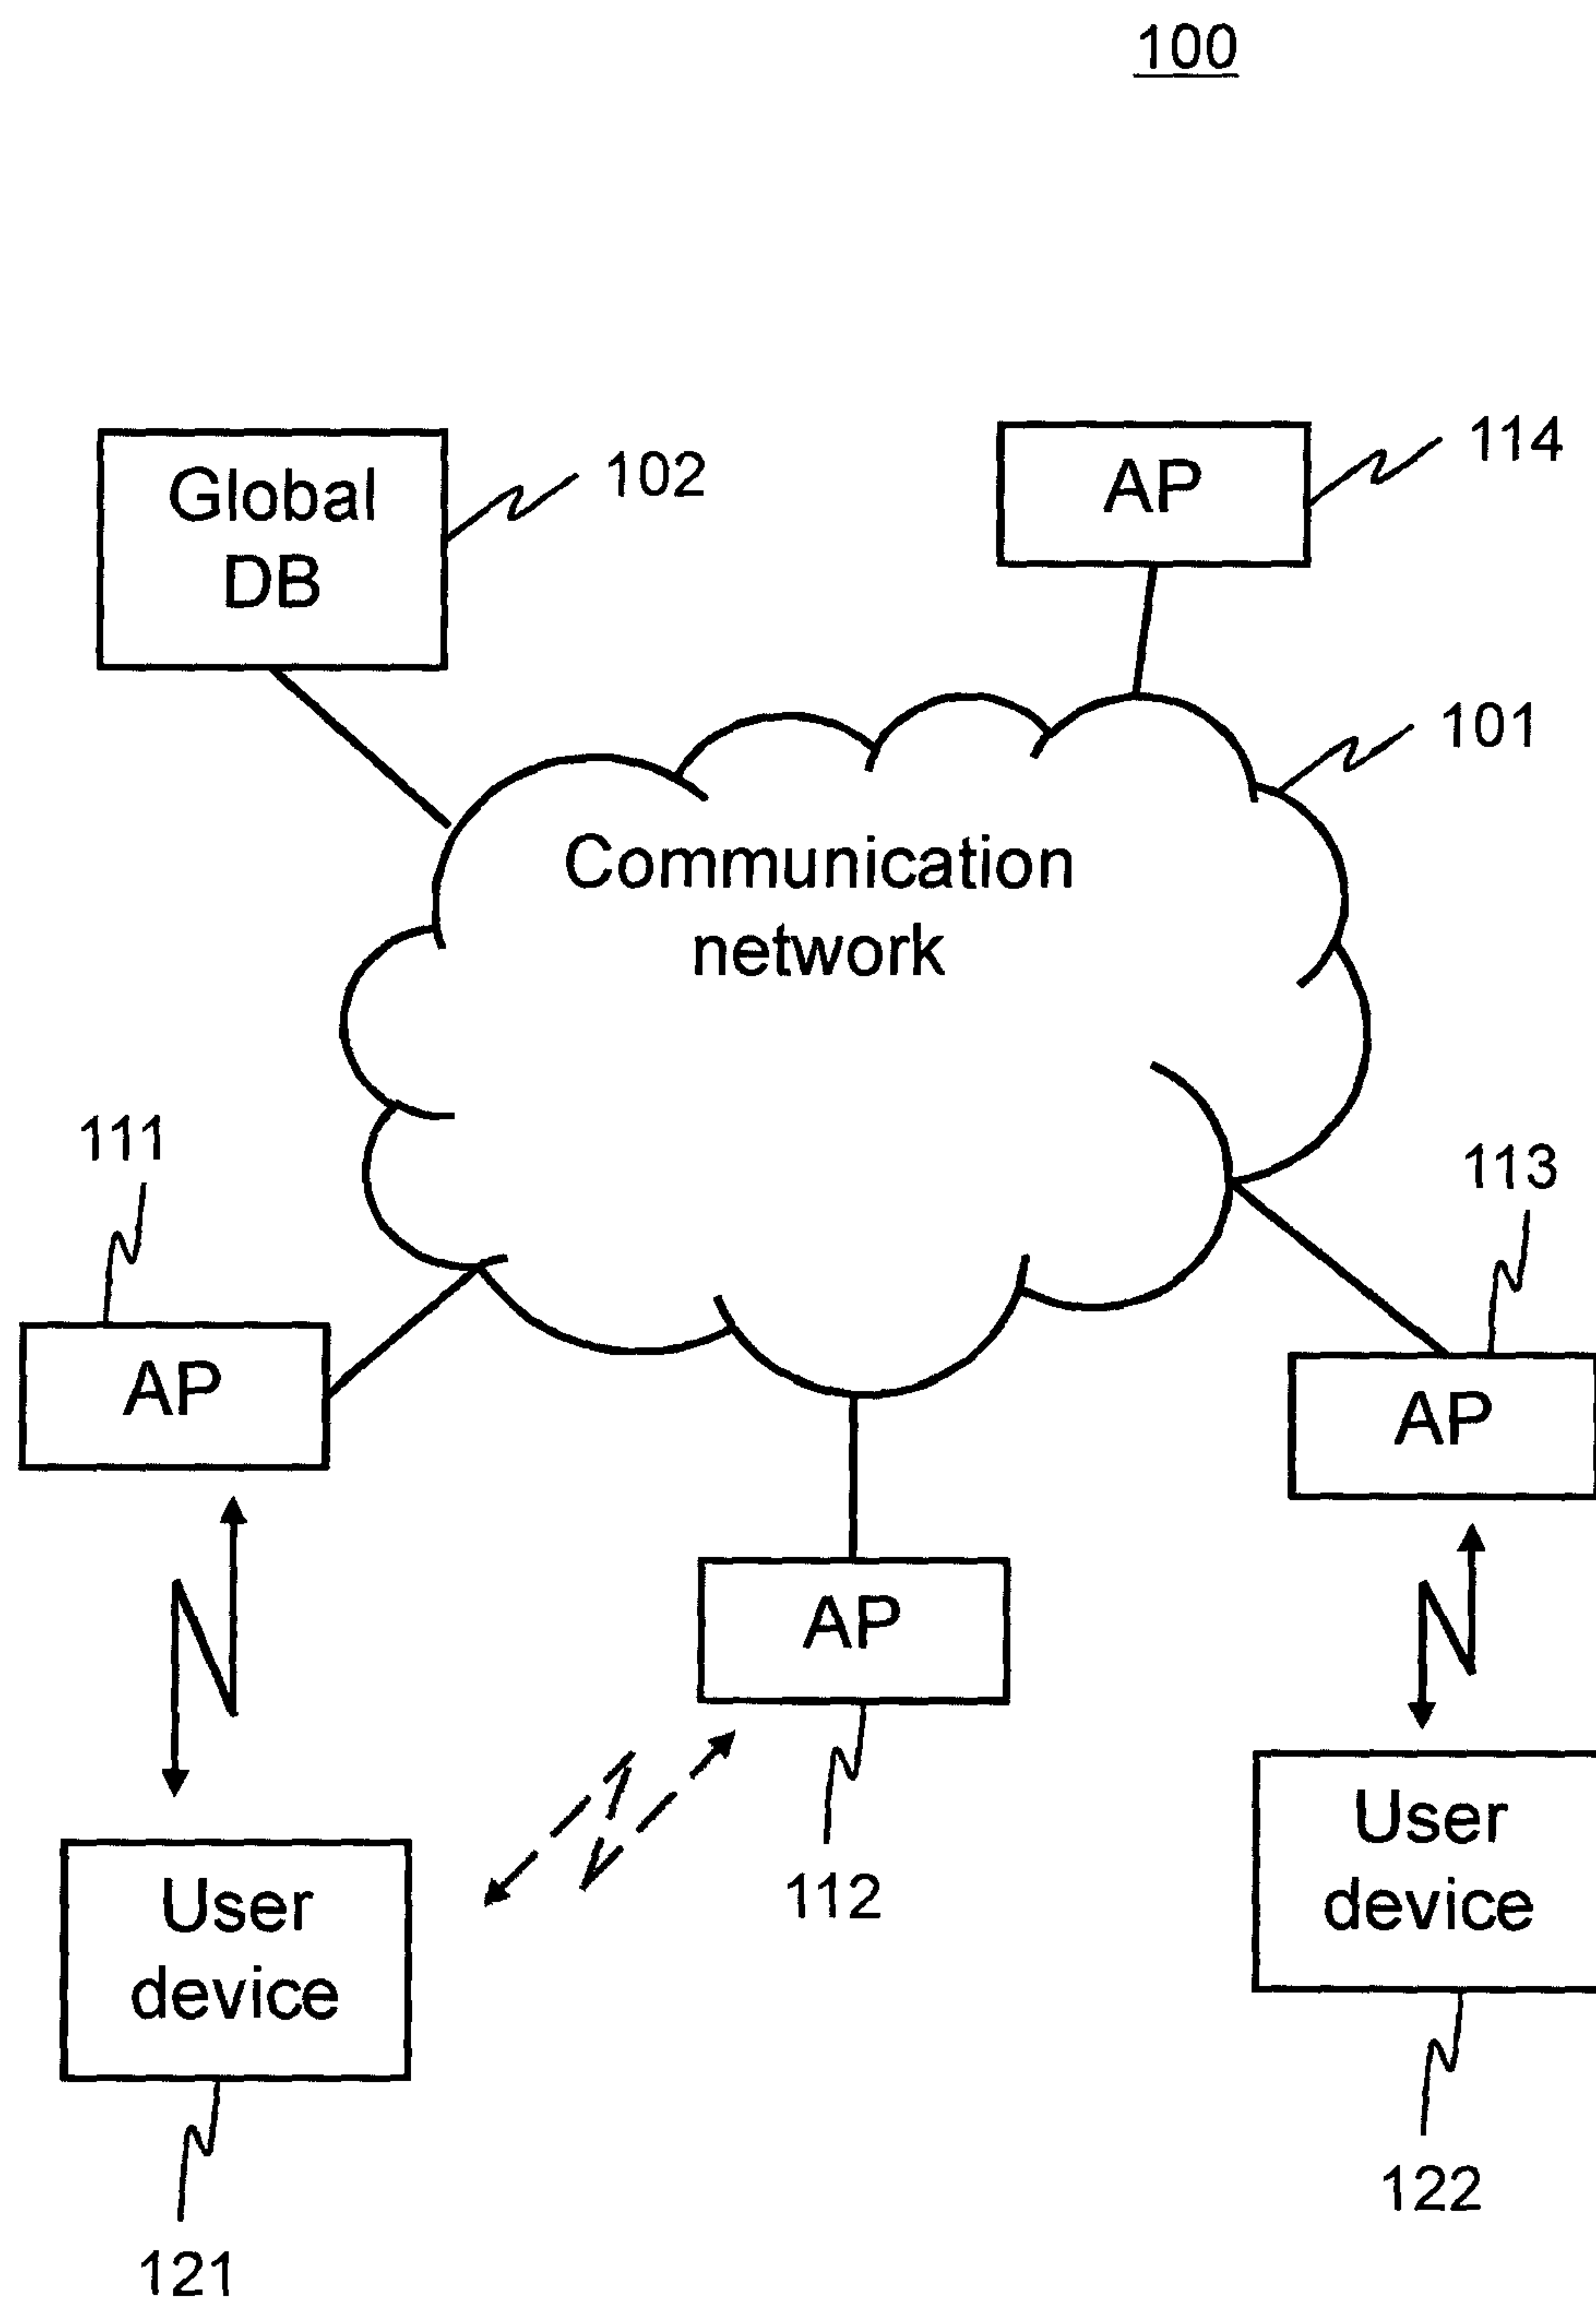 100
Global
DB
102
AP
114
101
Communication
network
111
113
AP
AP
AP
112
User
device
User
device
122
121